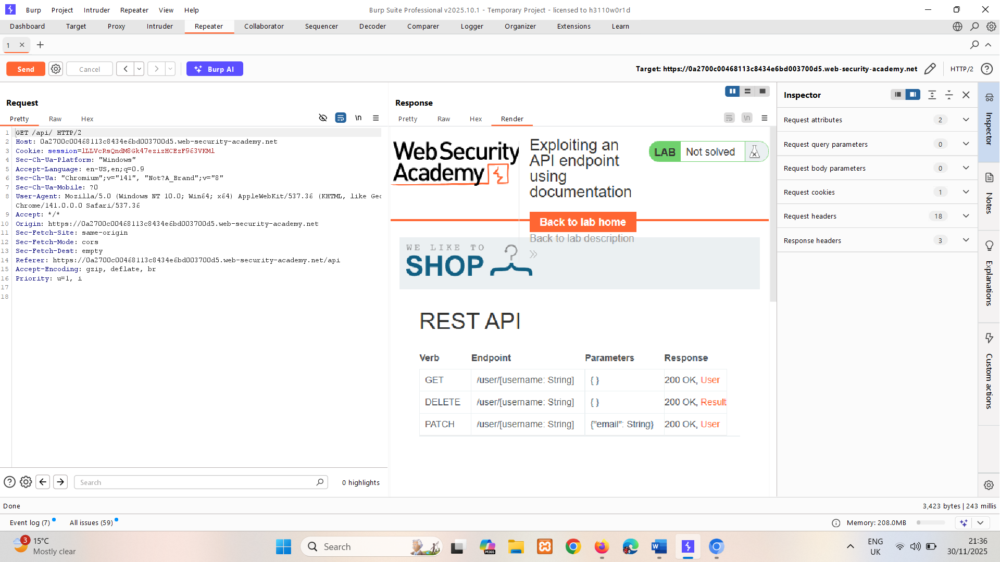 Burp Project Intruder Repeater View Help
Burp Suite Professional v2025.10.1 - Temporary Project - licensed to h3110w0r1d
Dashboard Target Proxy Intruder Repeater Collaborator Sequencer Decoder Comparer Logger Organizer Extensions Learn
1
Send Cancel Burp AI
Target: https://0a2700c00468113c8434e6bd003700d5.web-security-academy.net
HTTP/2
Request
Pretty Raw Hex
\n
1 GET /api/ HTTP/2
2 Host: 0a2700c00468113c8434e6bd003700d5.web-security-academy.net
3 Cookie: session=lLLVcRsQndM8Gk47ezizHCEzF963VKMl
4 Sec-Ch-Ua-Platform: "Windows"
5 Accept-Language: en-US,en;q=0.9
6 Sec-Ch-Ua: "Chromium";v="141", "Not?A_Brand";v="8"
7 Sec-Ch-Ua-Mobile: ?0
8 User-Agent: Mozilla/5.0 (Windows NT 10.0; Win64; x64) AppleWebKit/537.36 (KHTML, like Gec
Chrome/141.0.0.0 Safari/537.36
9 Accept: */*
10 Origin: https://0a2700c00468113c8434e6bd003700d5.web-security-academy.net
11 Sec-Fetch-Site: same-origin
12 Sec-Fetch-Mode: cors
13 Sec-Fetch-Dest: empty
14 Referer: https://0a2700c00468113c8434e6bd003700d5.web-security-academy.net/api
15 Accept-Encoding: gzip, deflate, br
16 Priority: u=1, i
17
18
Search
0 highlights
Response
Pretty Raw Hex Render
\n
Web Security
Academy
Exploiting an
API endpoint
using
documentation
LAB Not solved
Back to lab home
Back to lab description
WE LIKE TO
SHOP
REST API
Verb Endpoint Parameters Response
GET /user/[username: String] { } 200 OK, User
DELETE /user/[username: String] { } 200 OK, Result
PATCH /user/[username: String] {"email": String} 200 OK, User
Inspector
Request attributes 2
Request query parameters 0
Request body parameters 0
Request cookies 1
Request headers 18
Response headers 3
Inspector
Notes
Explanations
Custom actions
Done
3,423 bytes | 243 millis
Event log (7) All issues (59)
Memory: 208.0MB
3
15°C
Mostly clear
Search
M365
W
ENG
UK
21:36
30/11/2025